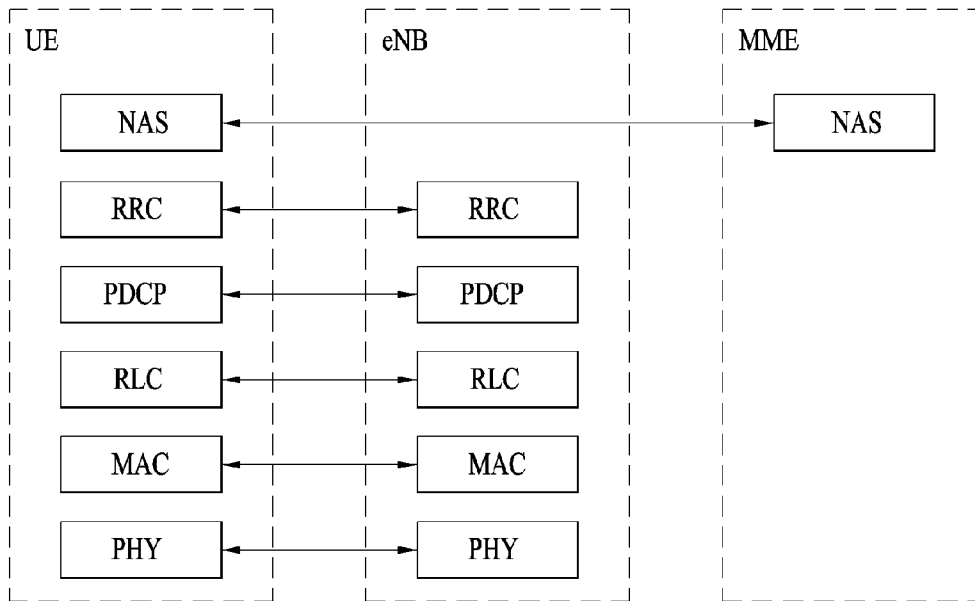 UE
eNB
MME
NAS
NAS
RRC
RRC
PDCP
PDCP
RLC
RLC
MAC
MAC
PHY
PHY